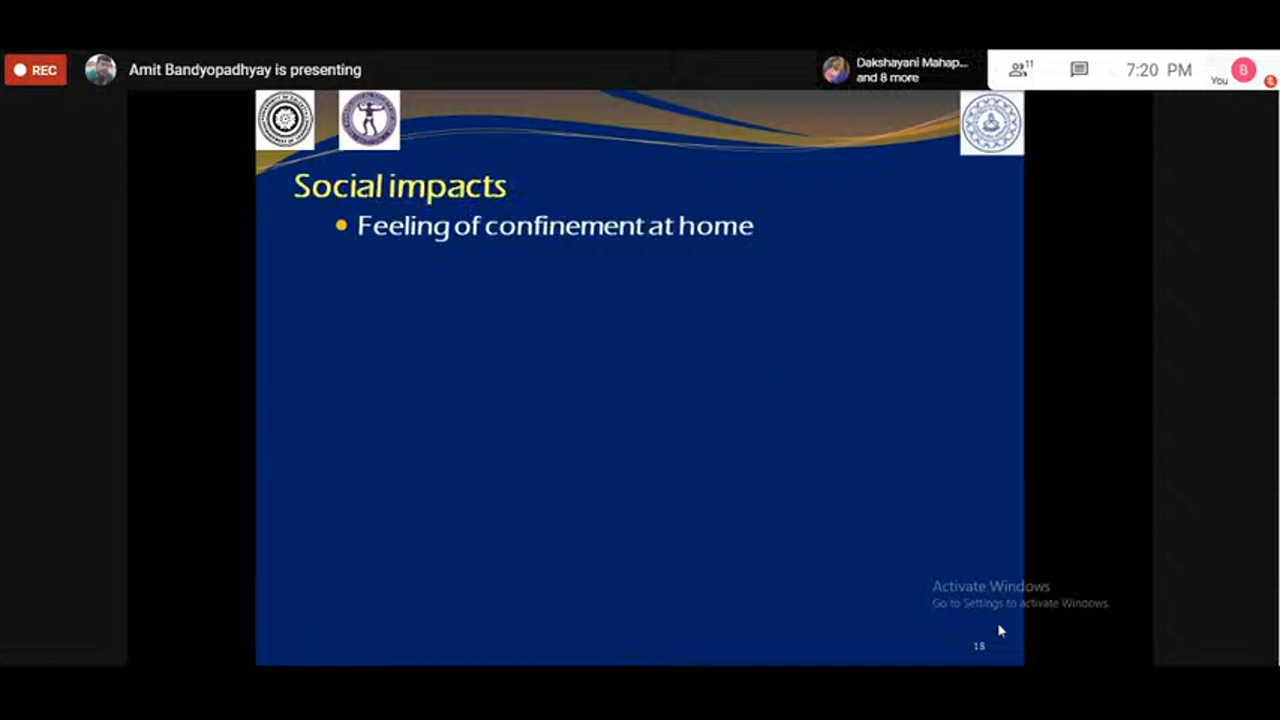 REC
Amit Bandyopadhyay is presenting
Dakshayani Mahap...
and 8 more
11
You
B
7:20 PM
Social impacts
Feeling of confinement at home
Activate Windows
Go to Settings to activate Windows.
18